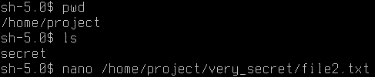 sh-5.0$ pwd
/home/project
sh-5.0$ ls
secret
sh-5.0$ nano /home/project/very_secret/file2.txt